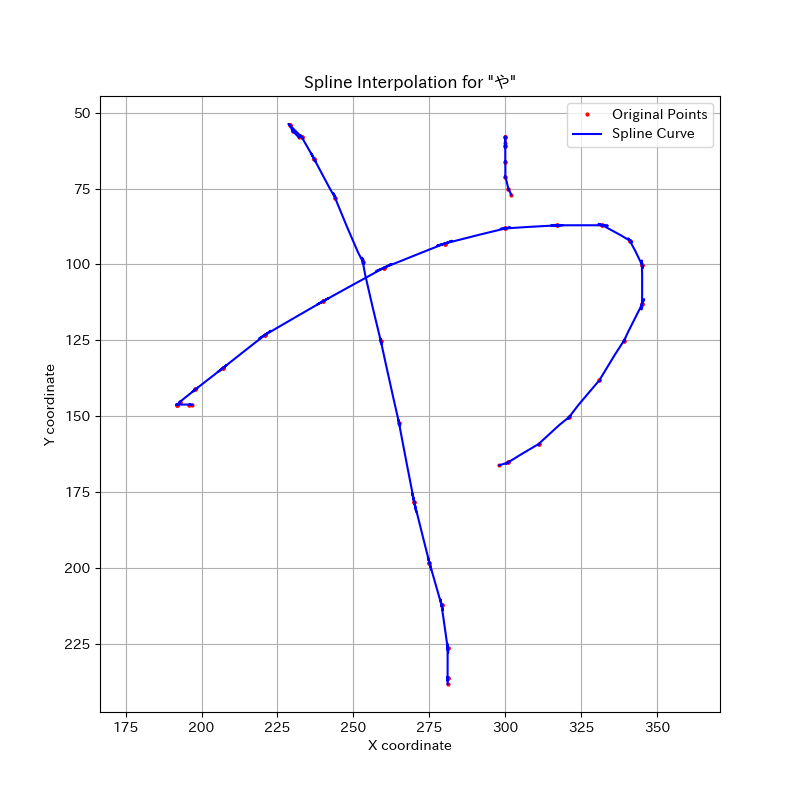 Spline Interpolation for "や"
Original Points
Spline Curve
50
75
100
125
150
175
200
225
Y coordinate
175
200
225
250
275
300
325
350
X coordinate
や